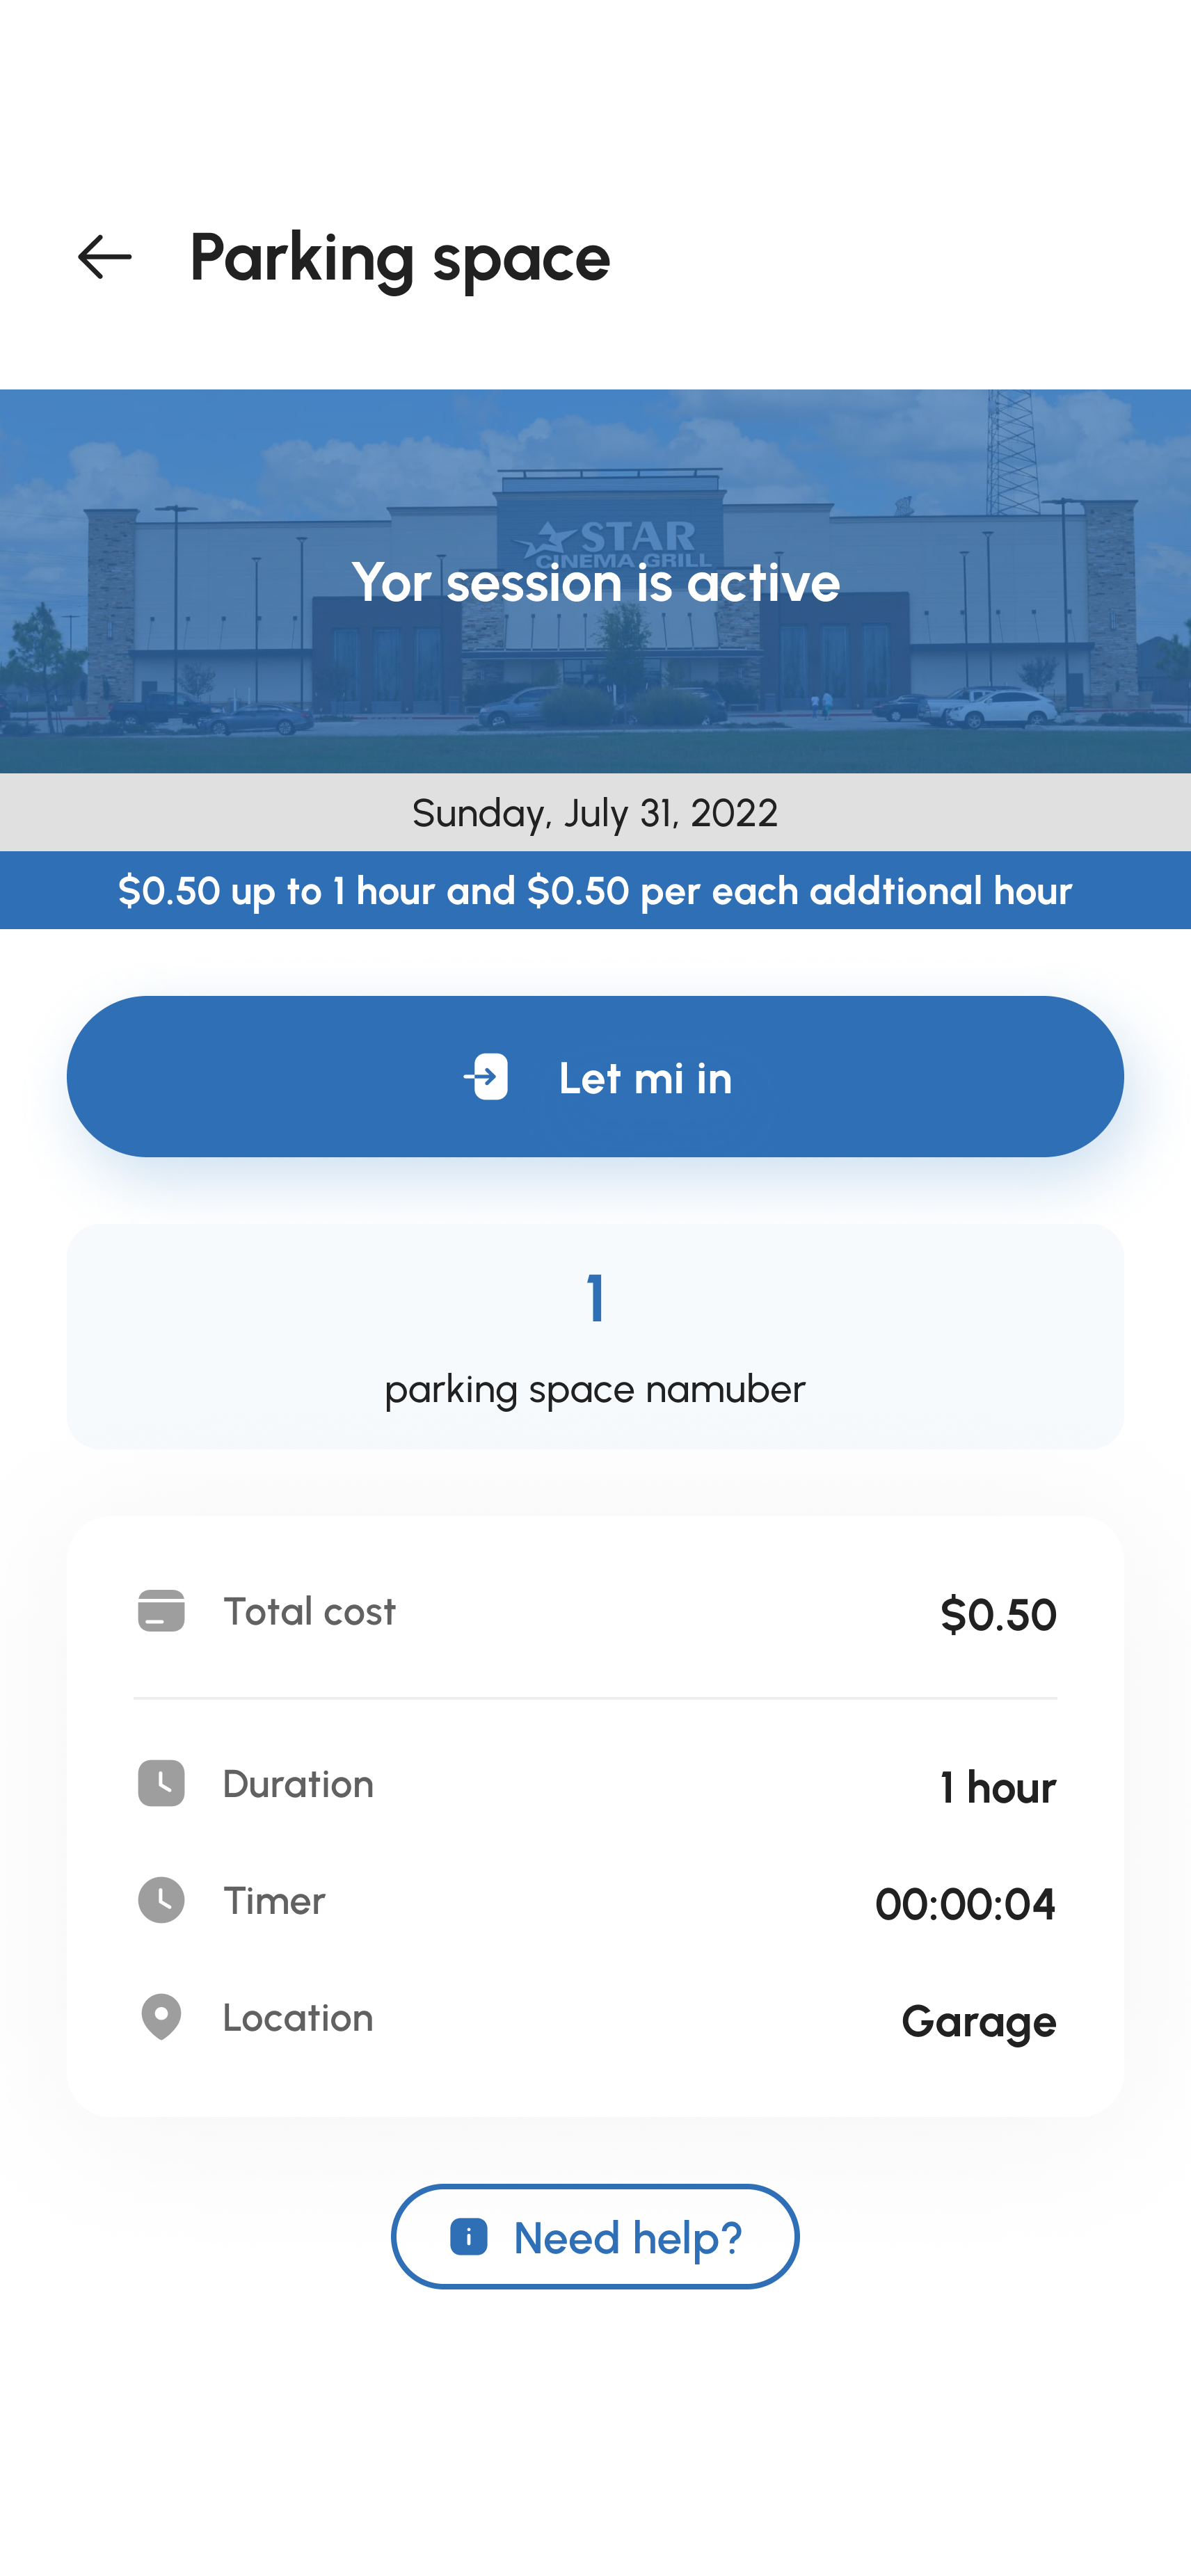 Parking space
STAR
CINEMA GRILL
Yor session is active
Sunday, July 31, 2022
$0.50 up to 1 hour and $0.50 per each addtional hour
Let mi in
1
parking space namuber
Total cost
$0.50
Duration
1 hour
Timer
00:00:04
Location
Garage
Need help?